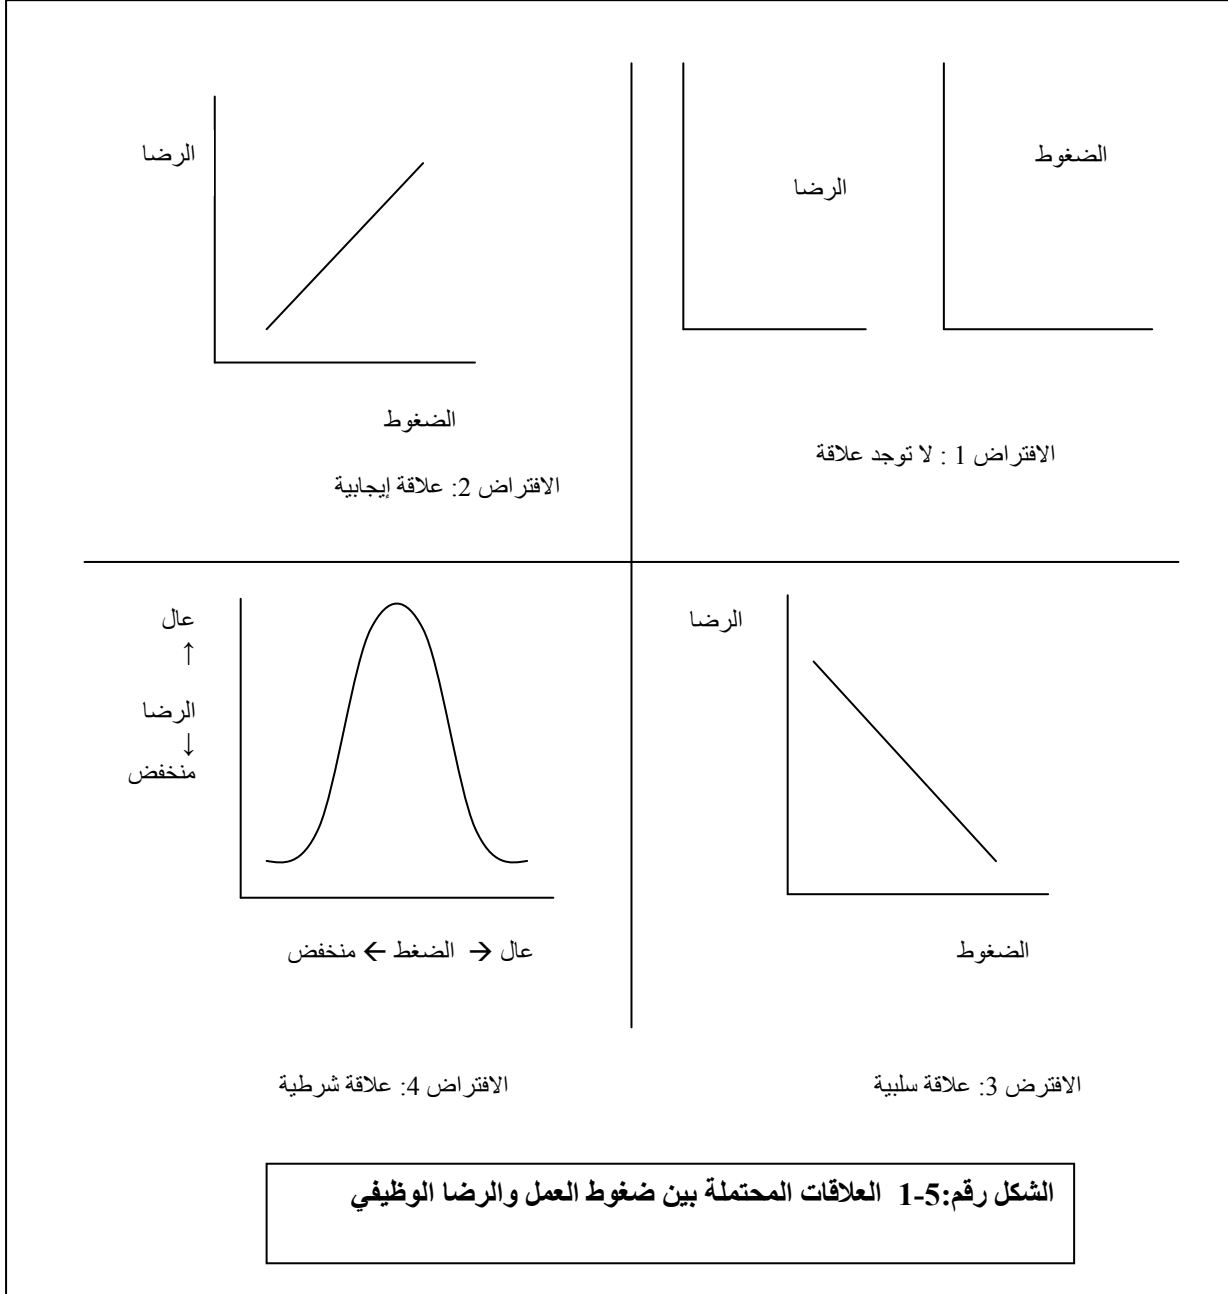 الضغوط
الرضا
الافتراض 1 : لا توجد علاقة
الرضا
الضغوط
الافتراض 2: علاقة إيجابية
الرضا
الضغوط
الافترض 3: علاقة سلبية
عال
↑
الرضا
↓
منخفض
عال → الضغط ← منخفض
الافتراض 4: علاقة شرطية
الشكل رقم:5-1 العلاقات المحتملة بين ضغوط العمل والرضا الوظيفي